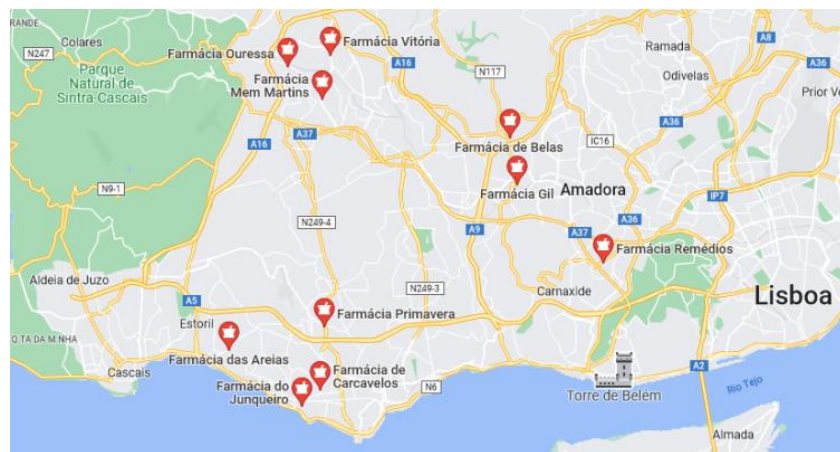 RANDE
Colares
N247
Farmácia Ouressa
Farmácia Vitória
A16
A8
Ramada
A36
Parque
Natural de
Sintra-Cascais
Farmácia
Mem Martins
N117
Odivelas
Prior Ve
A37
A16
Farmácia de Belas
IC16
A36
N9-1
Farmácia Gil
Amadora
IP7
N249-4
A9
A37
A36
Farmácia Remédios
Aldeia de Juzo
N249-3
Carnaxide
Lisboa
A5
Estoril
Farmácia Primavera
Q TA DA M NHA
Farmácia das Areias
Cascais
Farmácia de
Carcavelos
Farmácia do
Junqueiro
N6
Torre de Belém
A2
Rio Tejo
Almada